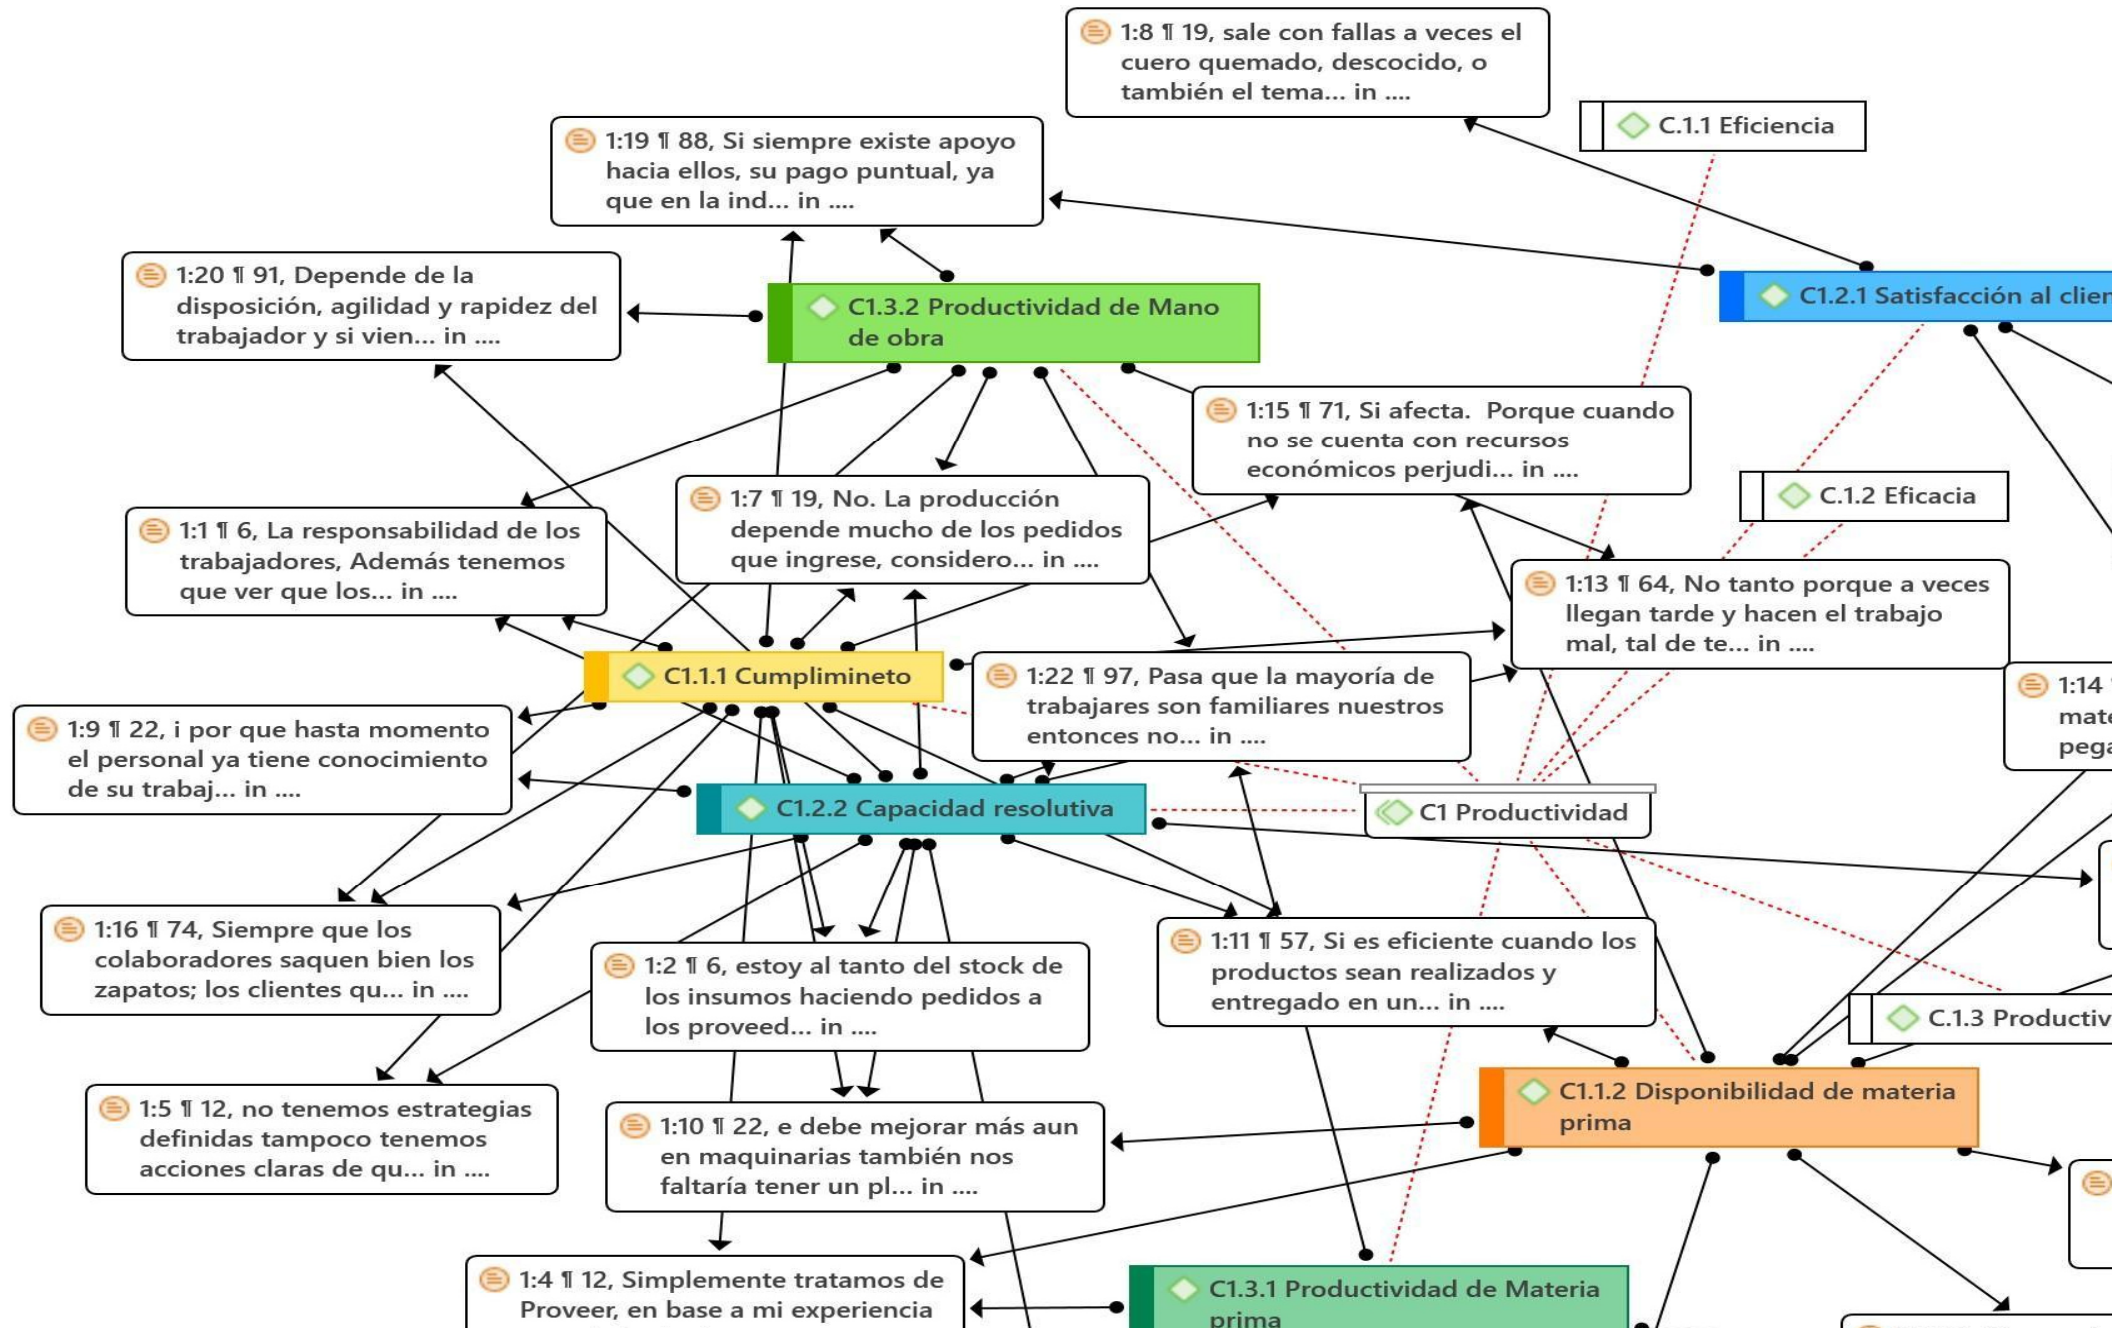 1:8 ¶ 19, sale con fallas a veces el
cuero quemado, descocido, o
también el tema... in ....
C.1.1 Eficiencia
1:19 ¶ 88, Si siempre existe apoyo
hacia ellos, su pago puntual, ya
que en la ind... in ....
1:20 ¶ 91, Depende de la
disposición, agilidad y rapidez del
trabajador y si vien... in ....
C1.3.2 Productividad de Mano
de obra
C1.2.1 Satisfacción al clien
1:15 ¶ 71, Si afecta.  Porque cuando
no se cuenta con recursos
económicos perjudi... in ....
1:7 ¶ 19, No. La producción
depende mucho de los pedidos
que ingrese, considero... in ....
C.1.2 Eficacia
1:1 ¶ 6, La responsabilidad de los
trabajadores, Además tenemos
que ver que los... in ....
1:13 ¶ 64, No tanto porque a veces
llegan tarde y hacen el trabajo
mal, tal de te... in ....
C1.1.1 Cumplimineto
1:22 ¶ 97, Pasa que la mayoría de
trabajares son familiares nuestros
entonces no... in ....
1:14
mate
pega
1:9 ¶ 22, i por que hasta momento
el personal ya tiene conocimiento
de su trabaj... in ....
C1.2.2 Capacidad resolutiva
C1 Productividad
1:16 ¶ 74, Siempre que los
colaboradores saquen bien los
zapatos; los clientes qu... in ....
1:2 ¶ 6, estoy al tanto del stock de
los insumos haciendo pedidos a
los proveed... in ....
1:11 ¶ 57, Si es eficiente cuando los
productos sean realizados y
entregado en un... in ....
C.1.3 Productiv
1:5 ¶ 12, no tenemos estrategias
definidas tampoco tenemos
acciones claras de qu... in ....
1:10 ¶ 22, e debe mejorar más aun
en maquinarias también nos
faltaría tener un pl... in ....
C1.1.2 Disponibilidad de materia
prima
1:4 ¶ 12, Simplemente tratamos de
Proveer, en base a mi experiencia
C1.3.1 Productividad de Materia
prima